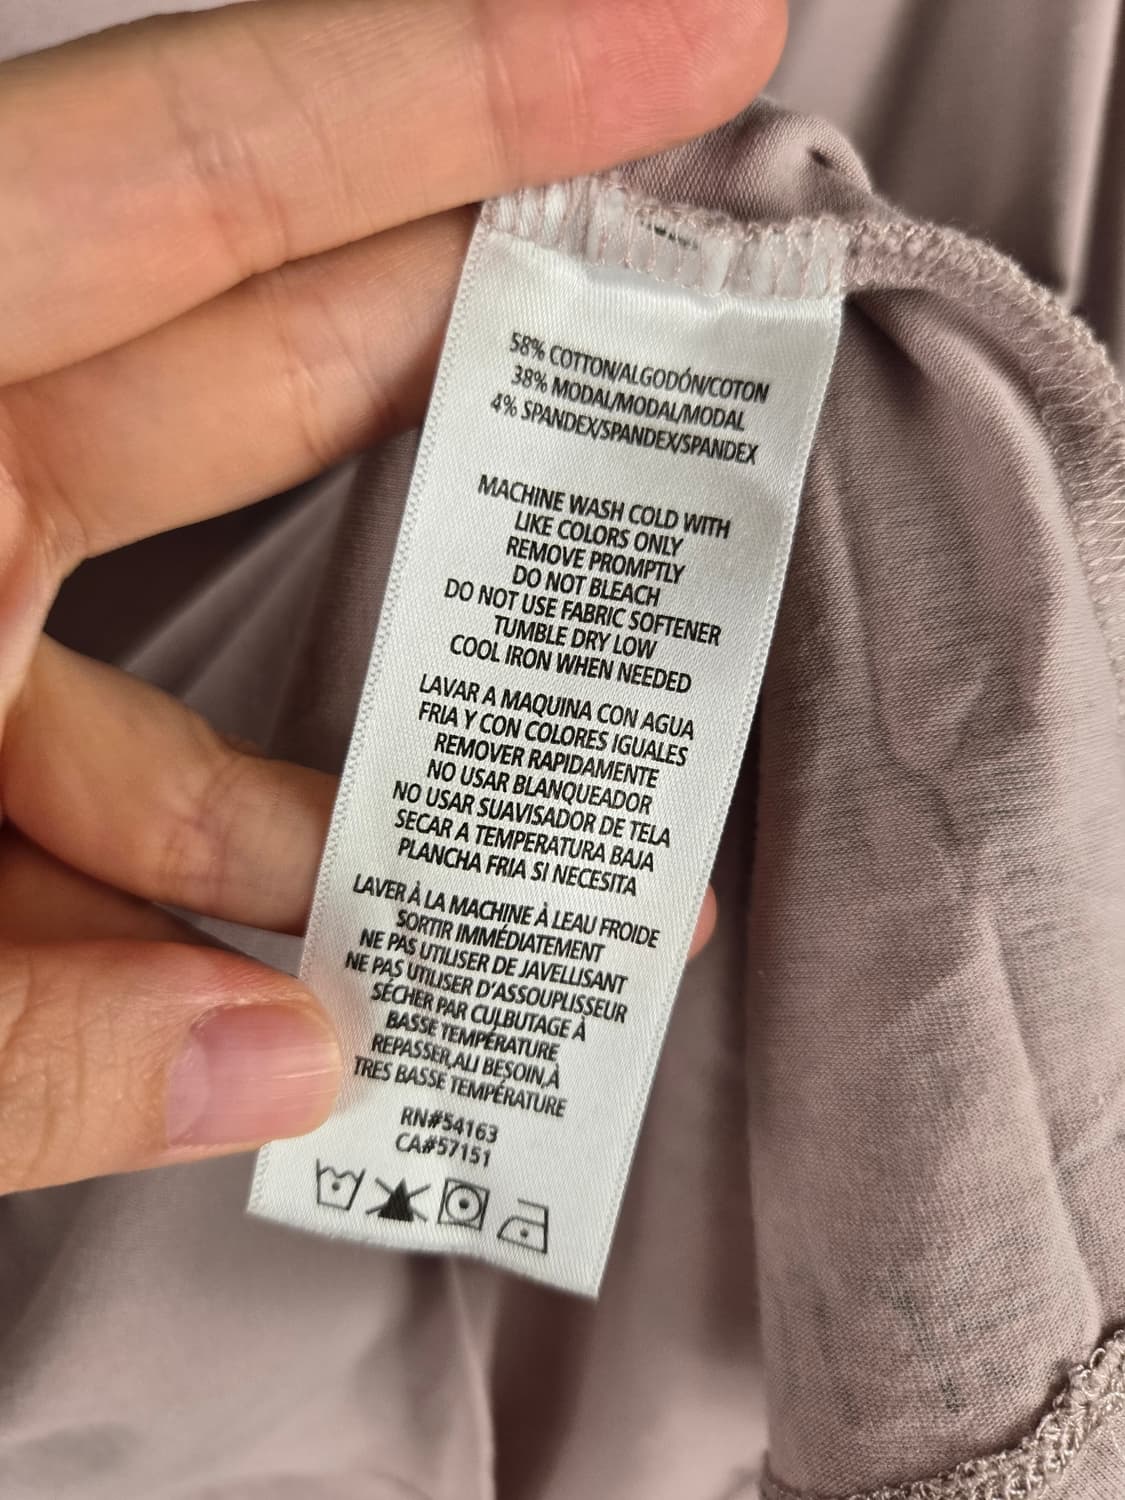 58% COTTON/ALGODÓN/COTON
38% MODAL/MODAL/MODAL
4% SPANDEX/SPANDEX/SPANDEX
MACHINE WASH COLD WITH
LIKE COLORS ONLY
REMOVE PROMPTLY
DO NOT BLEACH
DO NOT USE FABRIC SOFTENER
TUMBLE DRY LOW
COOL IRON WHEN NEEDED
LAVAR A MAQUINA CON AGUA
FRIA Y CON COLORES IGUALES
REMOVER RAPIDAMENTE
NO USAR BLANQUEADOR
NO USAR SUAVISADOR DE TELA
SECAR A TEMPERATURA BAJA
PLANCHA FRIA SI NECESITA
LAVER À LA MACHINE À LEAU FROIDE
SORTIR IMMÉDIATEMENT
NE PAS UTILISER DE JAVELLISANT
NE PAS UTILISER D'ASSOUPLISSEUR
SÉCHER PAR CULBUTAGE À
BASSE TEMPÉRATURE
REPASSER,AU BESOIN,À
TRES BASSE TEMPÉRATURE
RN#54163
CA#57151